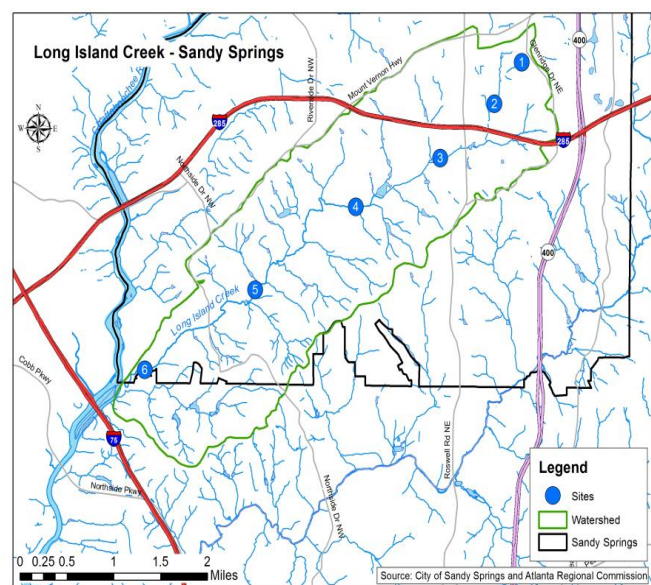 Long Island Creek - Sandy Springs
N
W E
S
285
Riverside Dr NW
Mount Vernon Hwy
Glenridge Dr NE
400
1
2
285
3
Northside Dr NW
4
400
5
Long Island Creek
6
Cobb Pkwy
75
Northside Pkwy
Northside Dr NW
Roswell Rd NE
Legend
Sites
Watershed
Sandy Springs
0 0.25 0.5 1 1.5 2
Miles
Source: City of Sandy Springs and Atlanta Regional Commission